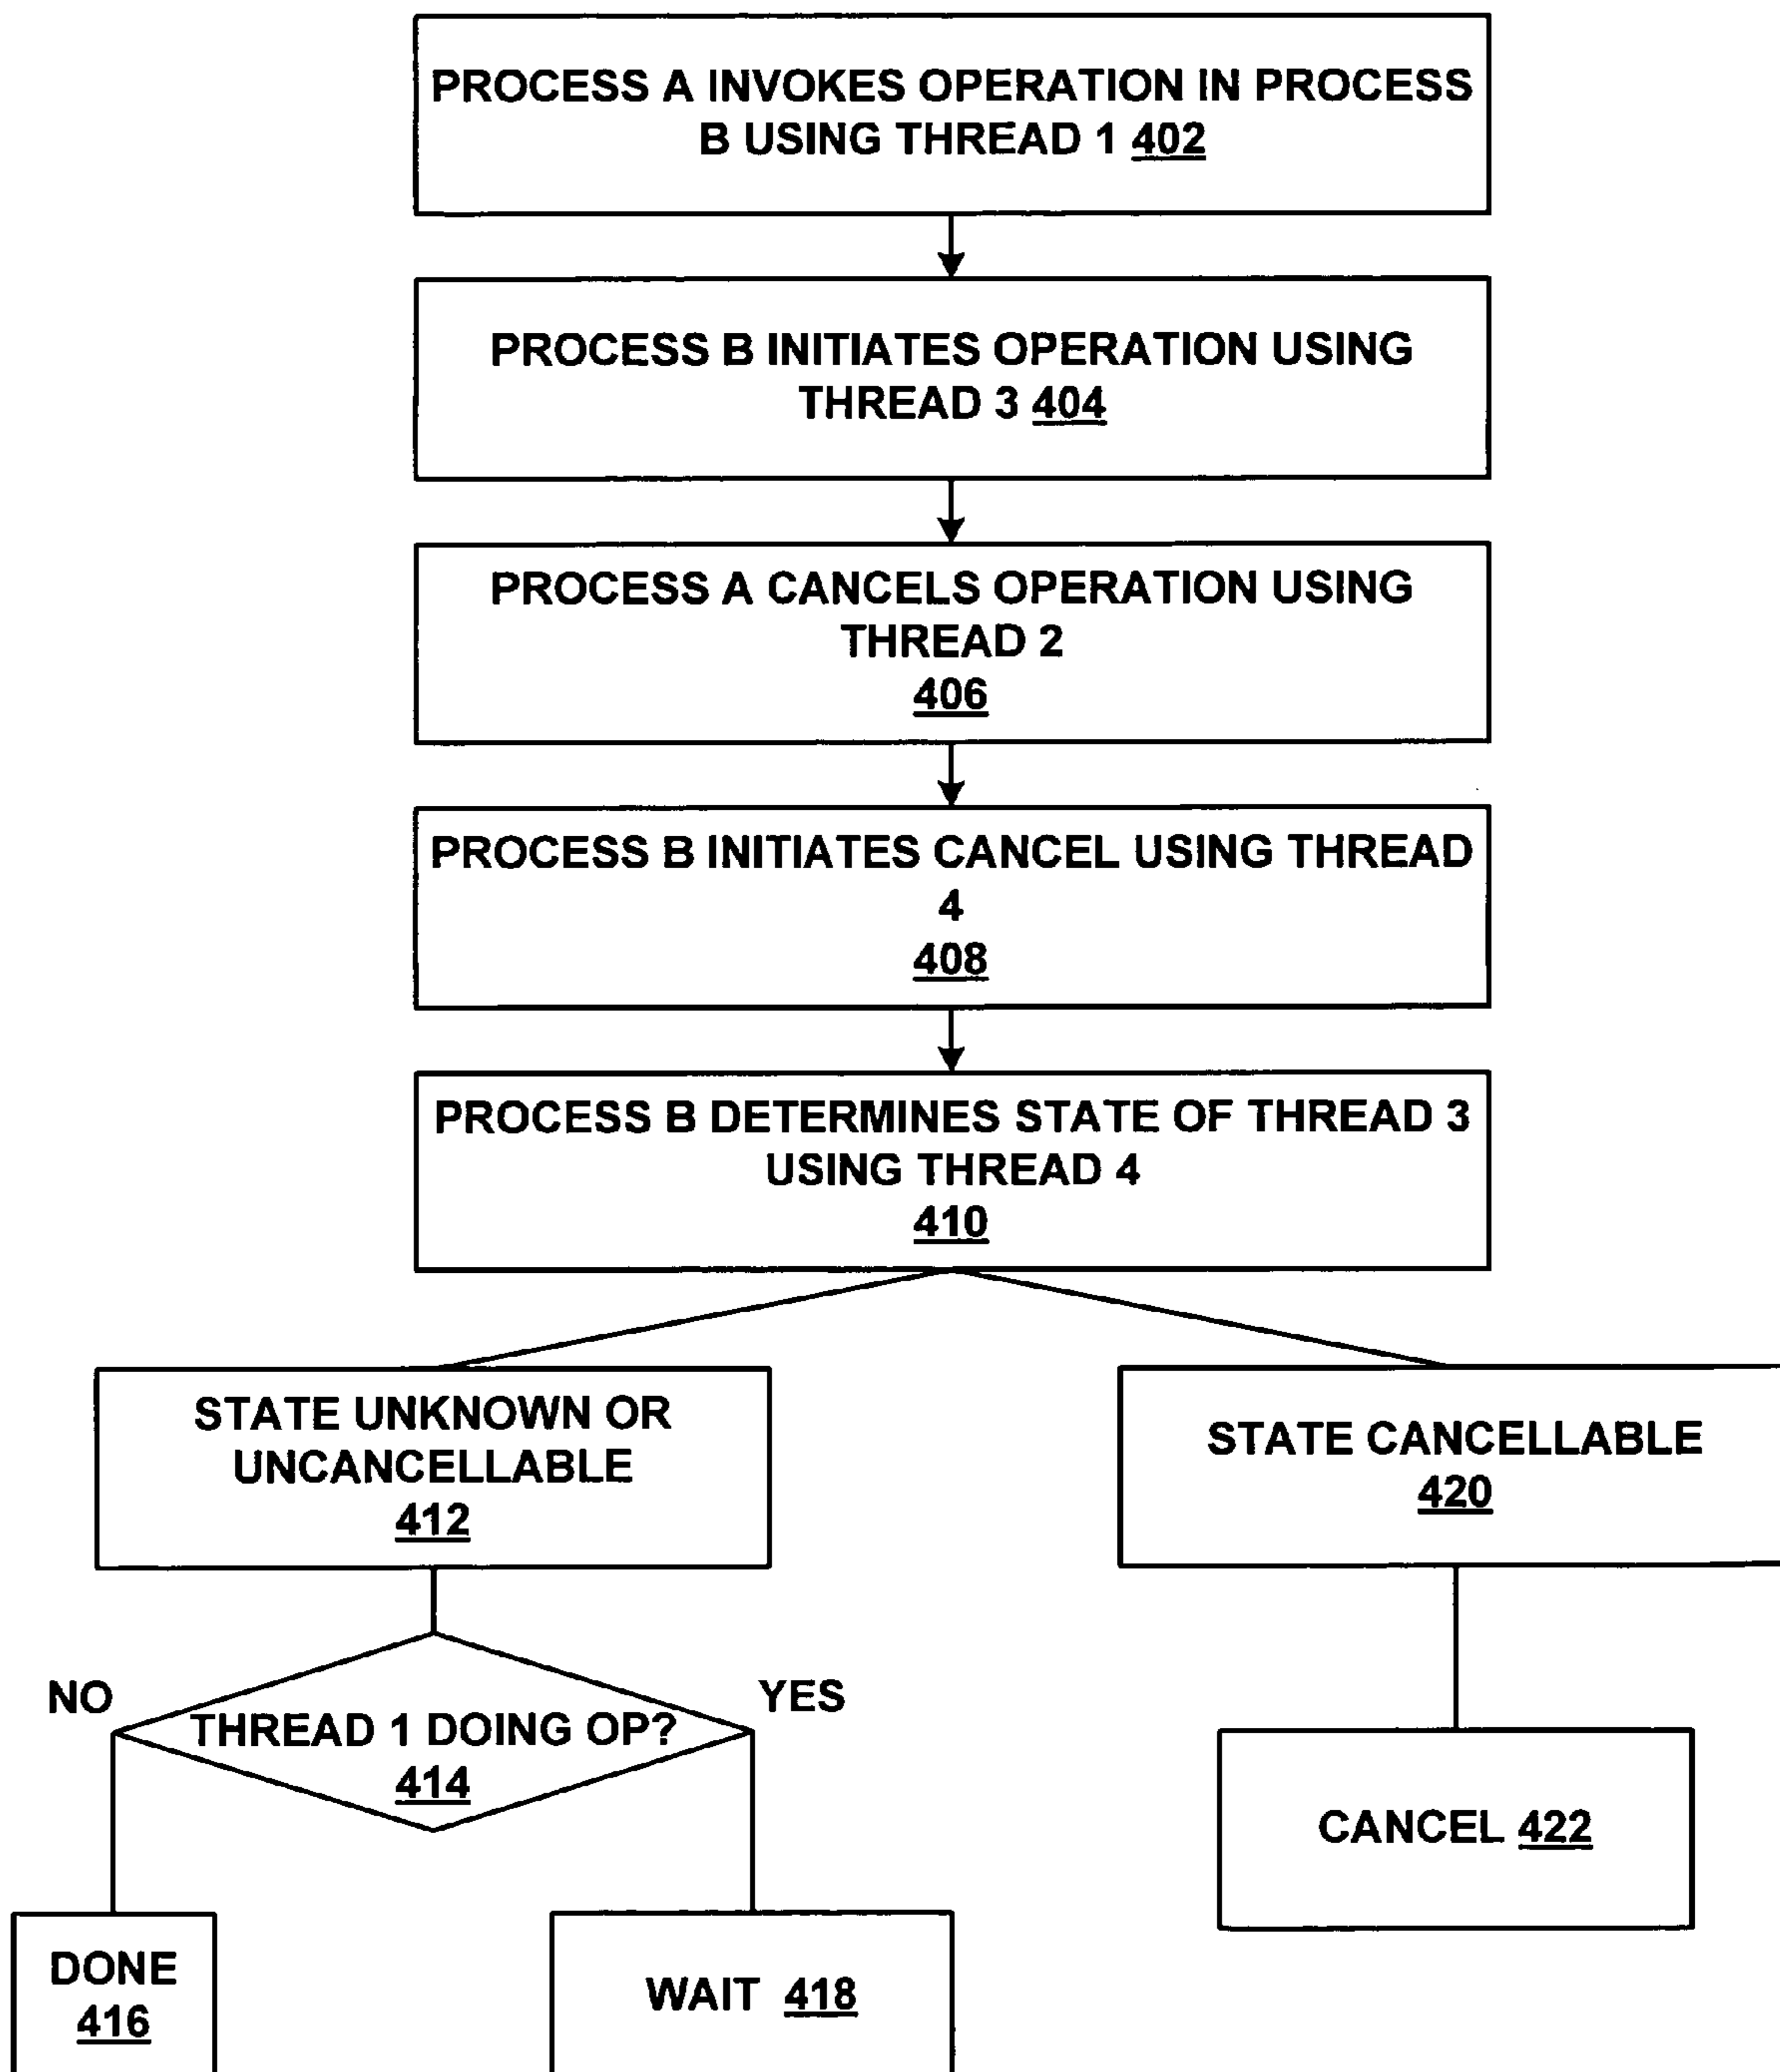 PROCESS A INVOKES OPERATION IN PROCESS
B USING THREAD 1 402
PROCESS B INITIATES OPERATION USING
THREAD 3 404
PROCESS A CANCELS OPERATION USING
THREAD 2
406
PROCESS B INITIATES CANCEL USING THREAD
4
408
PROCESS B DETERMINES STATE OF THREAD 3
USING THREAD 4
410
STATE UNKNOWN OR
UNCANCELLABLE
412
STATE CANCELLABLE
420
NO
YES
THREAD 1 DOING OP?
414
CANCEL 422
DONE
416
WAIT 418